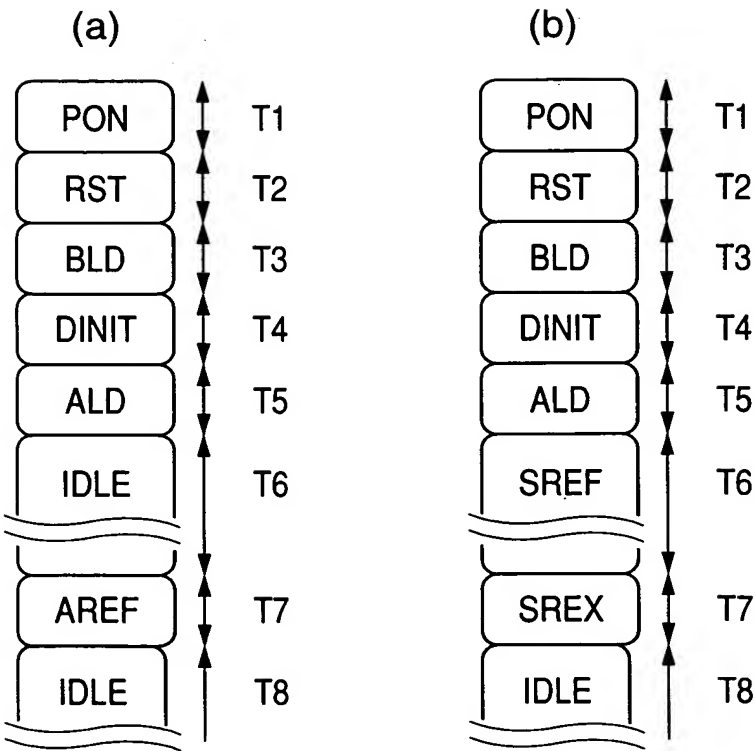 (a)
PON T1
RST T2
BLD T3
DINIT T4
ALD T5
IDLE T6
AREF T7
IDLE T8
(b)
PON T1
RST T2
BLD T3
DINIT T4
ALD T5
SREF T6
SREX T7
IDLE T8